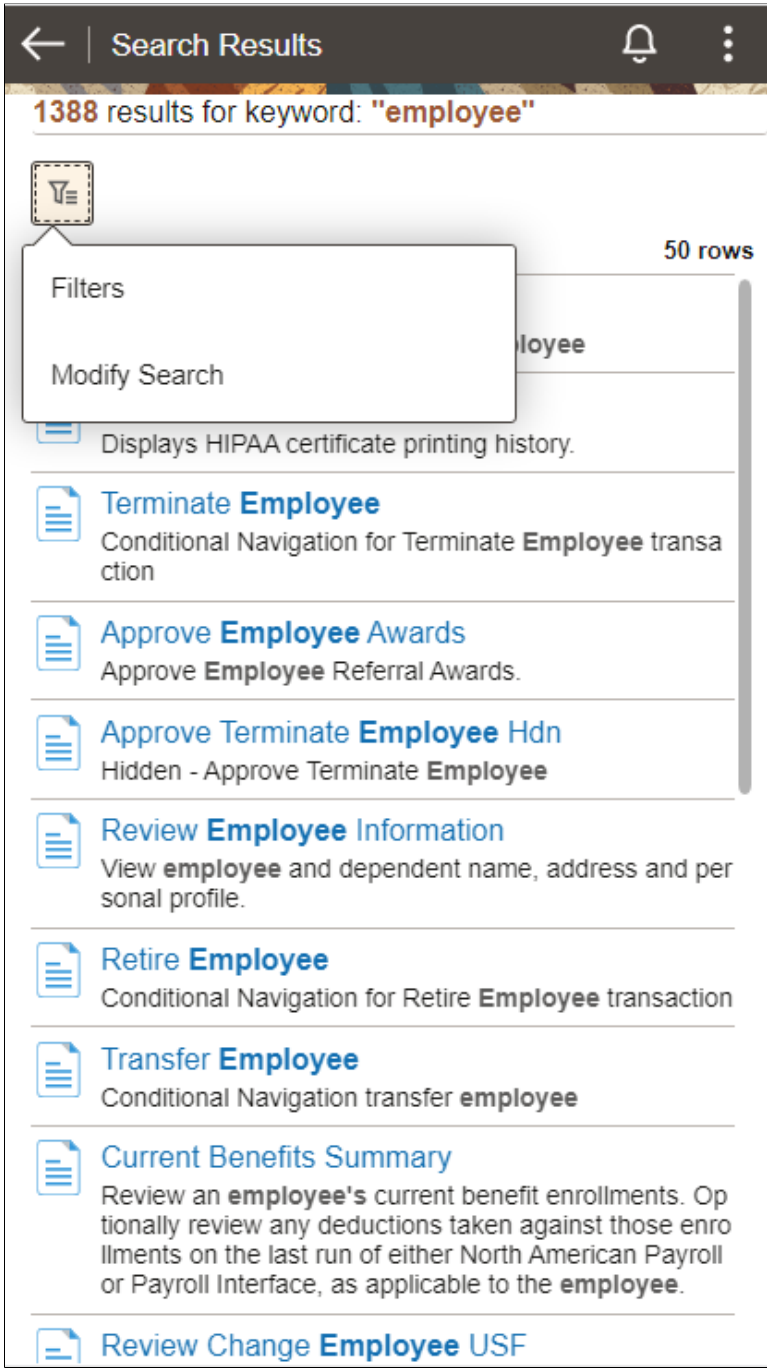 Search Results
1388 results for keyword: "employee"
50 rows
Filters
Modify Search
Displays HIPAA certificate printing history.
Terminate Employee
Conditional Navigation for Terminate Employee transa
ction
Approve Employee Awards
Approve Employee Referral Awards.
Approve Terminate Employee Hdn
Hidden - Approve Terminate Employee
Review Employee Information
View employee and dependent name, address and per
sonal profile.
Retire Employee
Conditional Navigation for Retire Employee transaction
Transfer Employee
Conditional Navigation transfer employee
Current Benefits Summary
Review an employee's current benefit enrollments. Op
tionally review any deductions taken against those enro
llments on the last run of either North American Payroll
or Payroll Interface, as applicable to the employee.
Review Change Employee USF